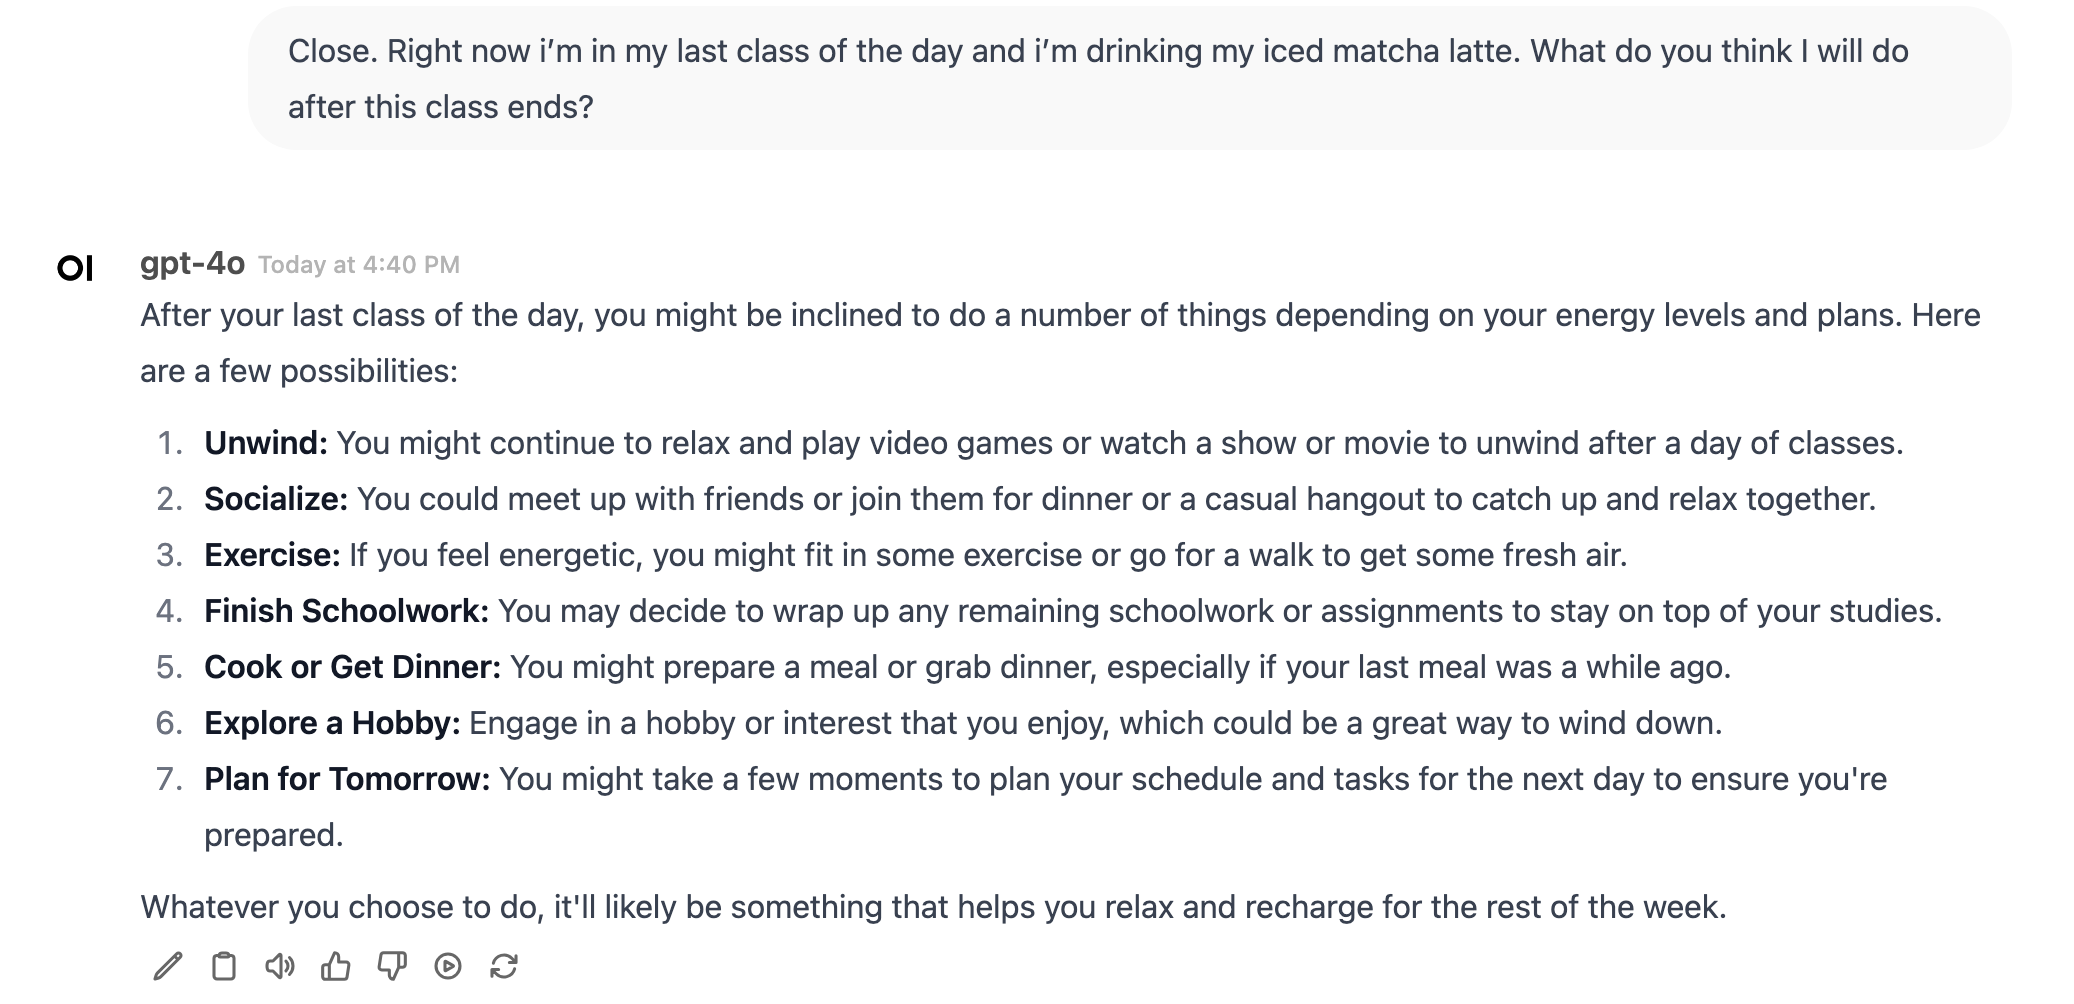 Close. Right now i’m in my last class of the day and i’m drinking my iced matcha latte. What do you think I will do
after this class ends?
OI
gpt-4o Today at 4:40 PM
After your last class of the day, you might be inclined to do a number of things depending on your energy levels and plans. Here
are a few possibilities:
1. Unwind: You might continue to relax and play video games or watch a show or movie to unwind after a day of classes.
2. Socialize: You could meet up with friends or join them for dinner or a casual hangout to catch up and relax together.
3. Exercise: If you feel energetic, you might fit in some exercise or go for a walk to get some fresh air.
4. Finish Schoolwork: You may decide to wrap up any remaining schoolwork or assignments to stay on top of your studies.
5. Cook or Get Dinner: You might prepare a meal or grab dinner, especially if your last meal was a while ago.
6. Explore a Hobby: Engage in a hobby or interest that you enjoy, which could be a great way to wind down.
7. Plan for Tomorrow: You might take a few moments to plan your schedule and tasks for the next day to ensure you're
prepared.
Whatever you choose to do, it'll likely be something that helps you relax and recharge for the rest of the week.